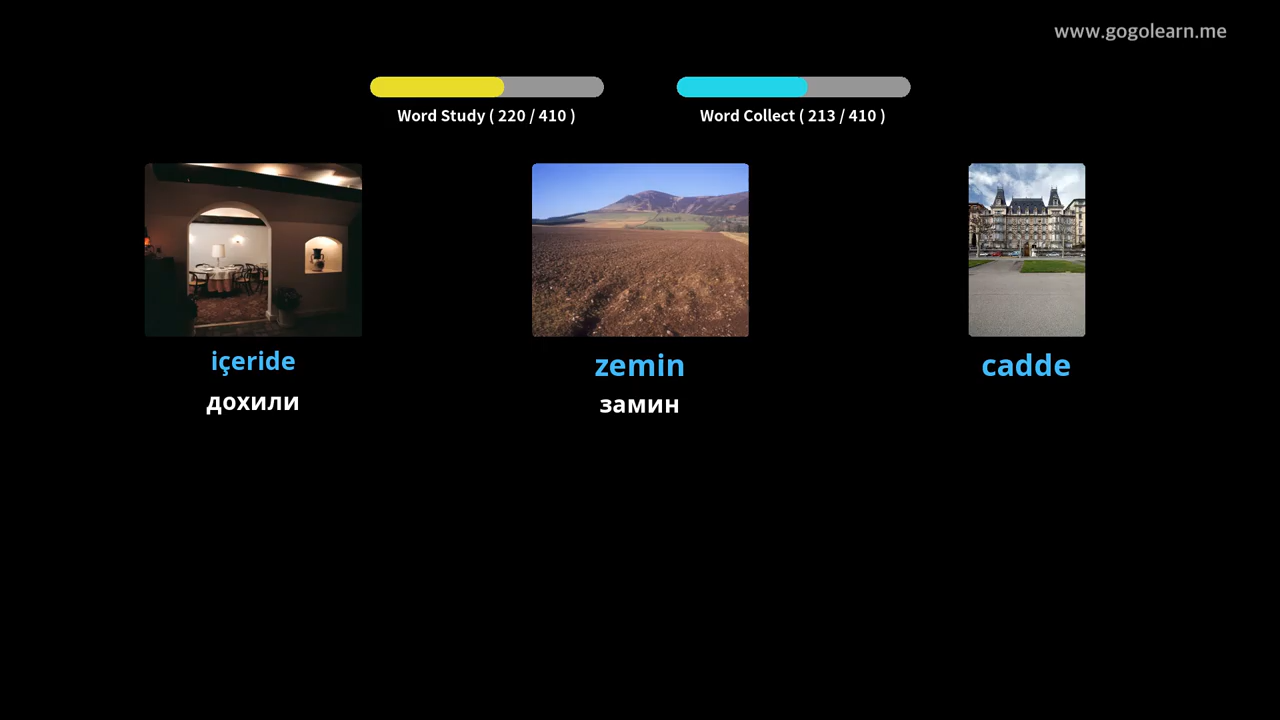 www.gogolearn.me
Word Study ( 220 / 410 )
Word Collect ( 213 / 410 )
içeride
дохили
zemin
замин
cadde